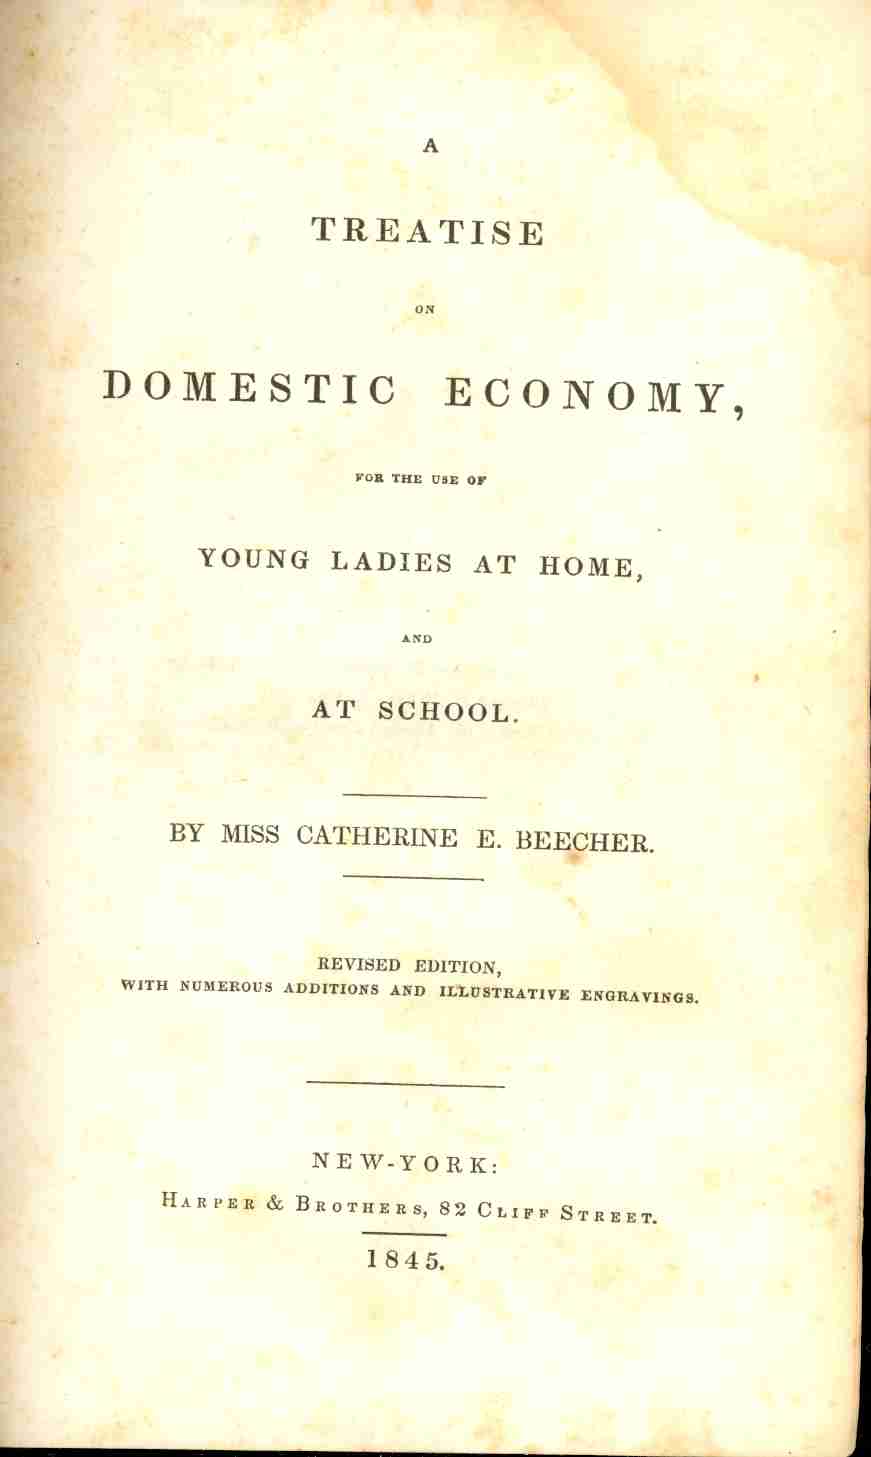 A
TREATISE
ON
DOMESTIC ECONOMY,
FOR THE USE OF
YOUNG LADIES AT HOME,
AND
AT SCHOOL.
BY MISS CATHERINE E. BEECHER.
REVISED EDITION,
WITH NUMEROUS ADDITIONS AND ILLUSTRATIVE ENGRAVINGS.
NEW-YORK:
HARPER & BROTHERS, 82 CLIFF STREET.
1845.